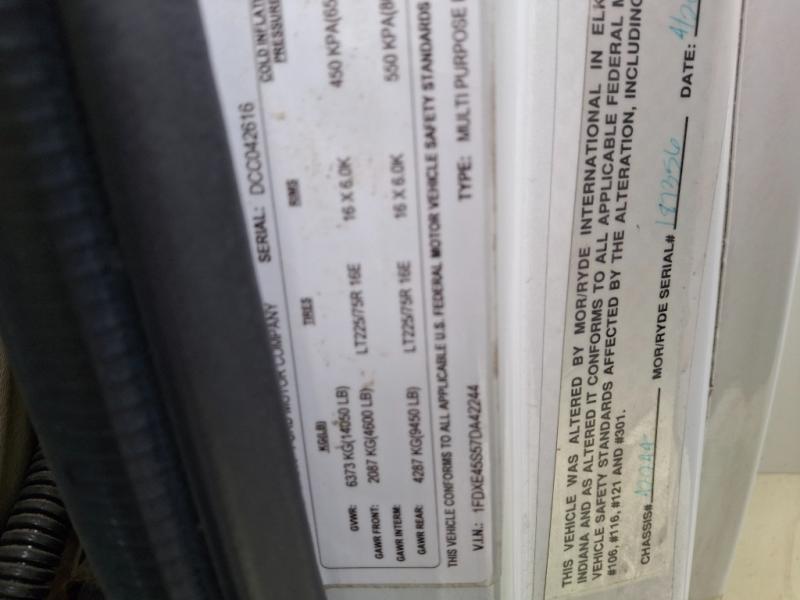 MOTOR COMPANY SERIAL: DCC042616
KG(LB) TIRES RIMS COLD INFLAT
PRESSURE
GVWR: 6373 KG(14050 LB)
GAWR FRONT: 2087 KG(4600 LB) LT225/75R 16E 16 X 6.0K 450 KPA(65
GAWR INTERM:
GAWR REAR: 4287 KG(9450 LB) LT225/75R 16E 16 X 6.0K 550 KPA(80
THIS VEHICLE CONFORMS TO ALL APPLICABLE U.S. FEDERAL MOTOR VEHICLE SAFETY STANDARDS
V.I.N.: 1FDXE45S57DA42244 TYPE: MULTI PURPOSE
THIS VEHICLE WAS ALTERED BY MOR/RYDE INTERNATIONAL IN ELK
INDIANA AND AS ALTERED IT CONFORMS TO ALL APPLICABLE FEDERAL M
VEHICLE SAFETY STANDARDS AFFECTED BY THE ALTERATION, INCLUDING
#106, #116, #121 AND #301.
CHASSIS# MOR/RYDE SERIAL# 187356 DATE: